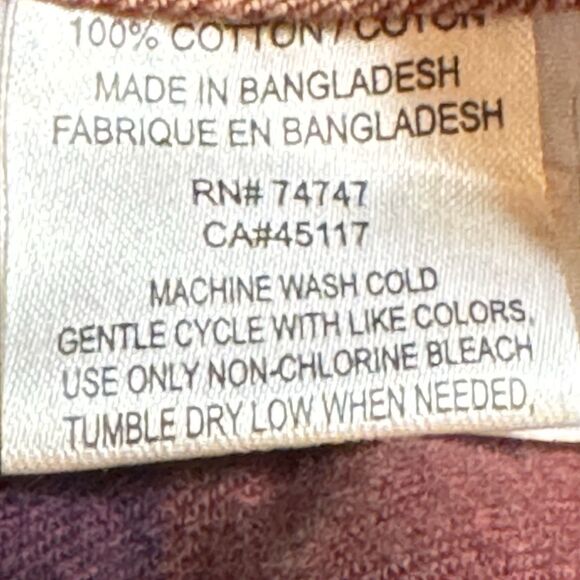 100% COTTON / COTON
MADE IN BANGLADESH
FABRIQUE EN BANGLADESH
RN# 74747
CA#45117
MACHINE WASH COLD
GENTLE CYCLE WITH LIKE COLORS.
USE ONLY NON-CHLORINE BLEACH
TUMBLE DRY LOW WHEN NEEDED,